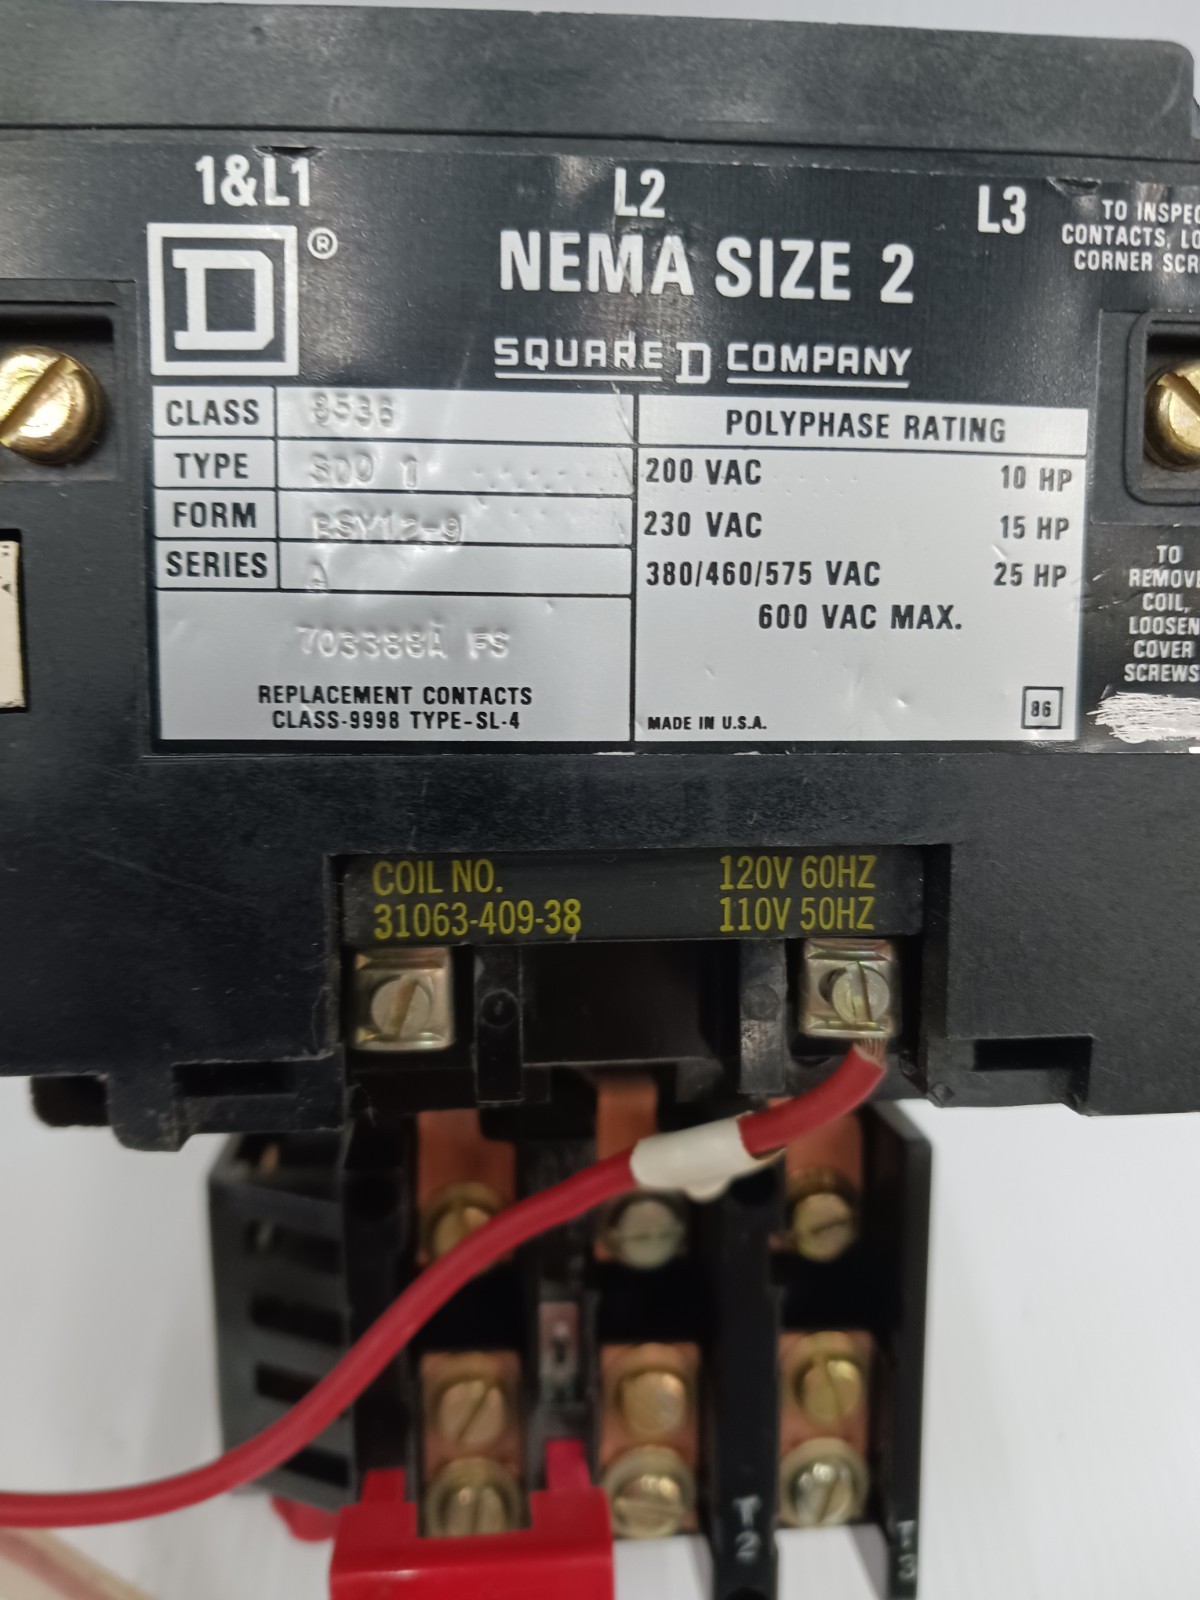 1&L1
L2
L3
D ®
NEMA SIZE 2
SQUARE D COMPANY
TO INSPEC
CONTACTS, LO
CORNER SCR
CLASS 8536
TYPE
FORM
SERIES A
703388A FS
REPLACEMENT CONTACTS
CLASS-9998 TYPE-SL-4
POLYPHASE RATING
200 VAC 10 HP
230 VAC 15 HP
380/460/575 VAC 25 HP
600 VAC MAX.
MADE IN U.S.A.
86
TO
REMOVE
COIL,
LOOSEN
COVER
SCREWS
COIL NO.
31063-409-38
120V 60HZ
110V 50HZ
T2
T3